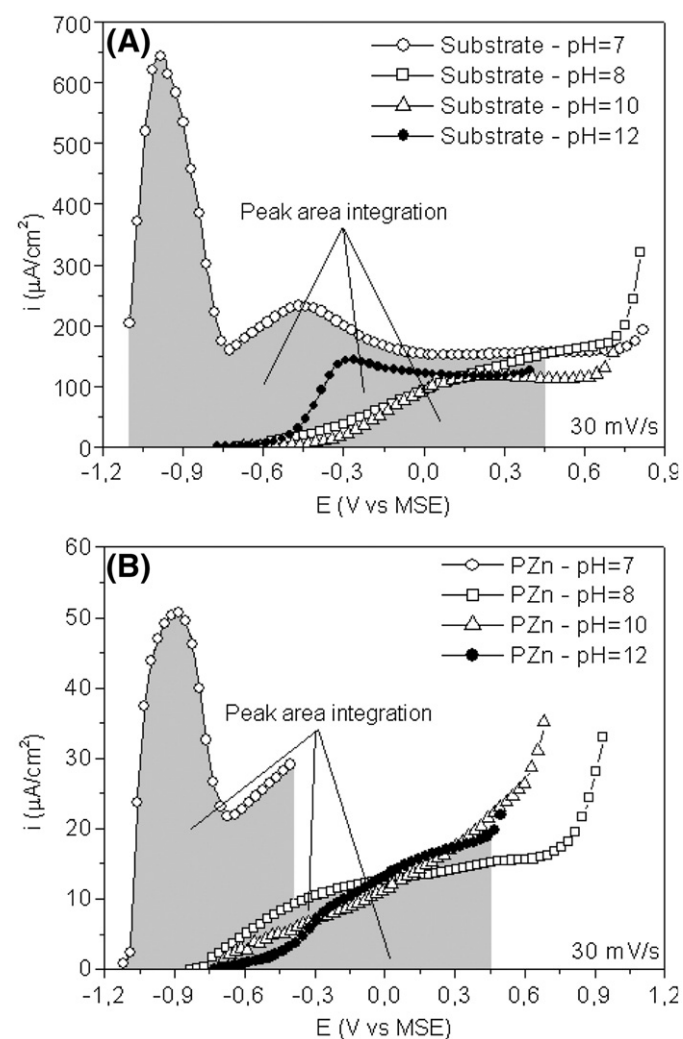 (A)
700
600
500
400
300
200
100
0
i (µA/cm²)
Substrate - pH=7
Substrate - pH=8
Substrate - pH=10
Substrate - pH=12
Peak area integration
30 mV/s
-1,2 -0,9 -0,6 -0,3 0,0 0,3 0,6 0,9
E (V vs MSE)
(B)
60
50
40
30
20
10
0
i (µA/cm²)
PZn - pH=7
PZn - pH=8
PZn - pH=10
PZn - pH=12
Peak area integration
30 mV/s
-1,2 -0,9 -0,6 -0,3 0,0 0,3 0,6 0,9 1,2
E (V vs MSE)